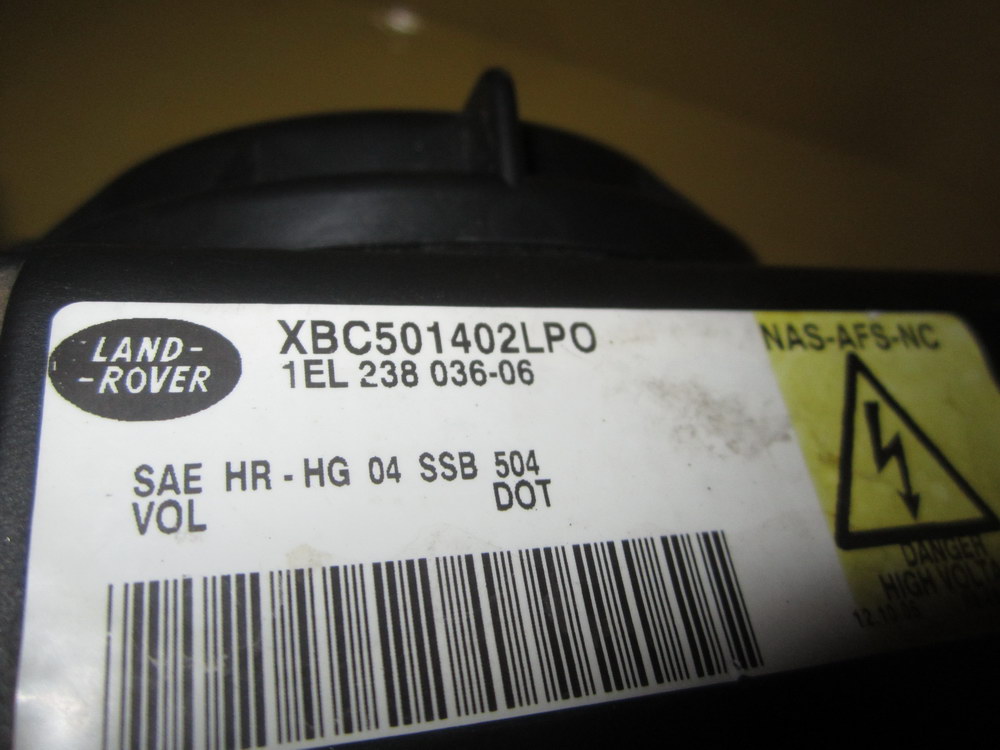 LAND-
-ROVER
XBC501402LPO
1EL 238 036-06
NAS-AFS-NC
SAE HR-HG 04 SSB 504
VOL DOT
DANGER
HIGH